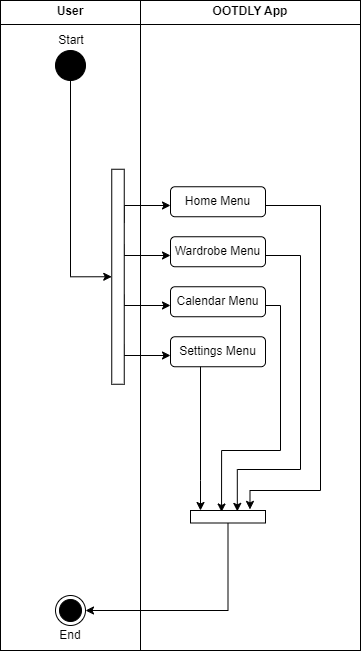 User
OOTDLY App
Start
Home Menu
Wardrobe Menu
Calendar Menu
Settings Menu
End